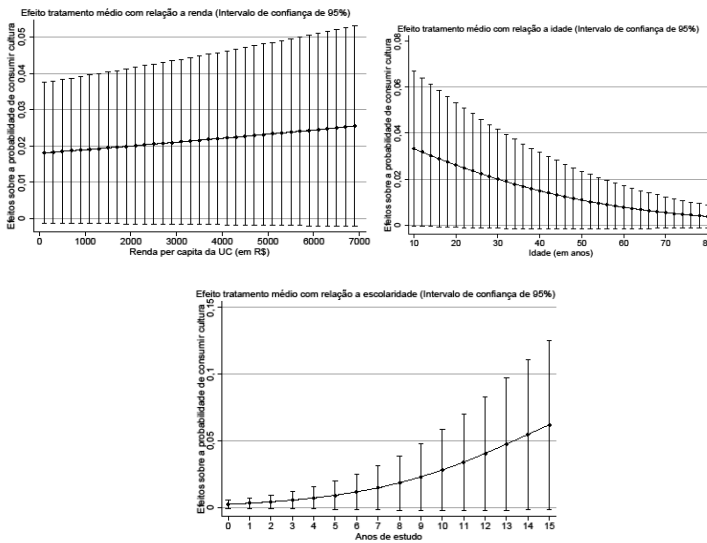 Efeito tratamento médio com relação a renda (Intervalo de confiança de 95%)
Efeitos sobre a probabilidade de consumir cultura
0,05
0,04
0,03
0,02
0,01
0
0 1000 2000 3000 4000 5000 6000 7000
Renda per capita da UC (em R$)
Efeito tratamento médio com relação a idade (Intervalo de confiança de 95%)
Efeitos sobre a probabilidade de consumir cultura
0,08
0,06
0,04
0,02
0
10 20 30 40 50 60 70 80
Idade (em anos)
Efeito tratamento médio com relação a escolaridade (Intervalo de confiança de 95%)
Efeitos sobre a probabilidade de consumir cultura
0,15
0,1
0,05
0
0 1 2 3 4 5 6 7 8 9 10 11 12 13 14 15
Anos de estudo